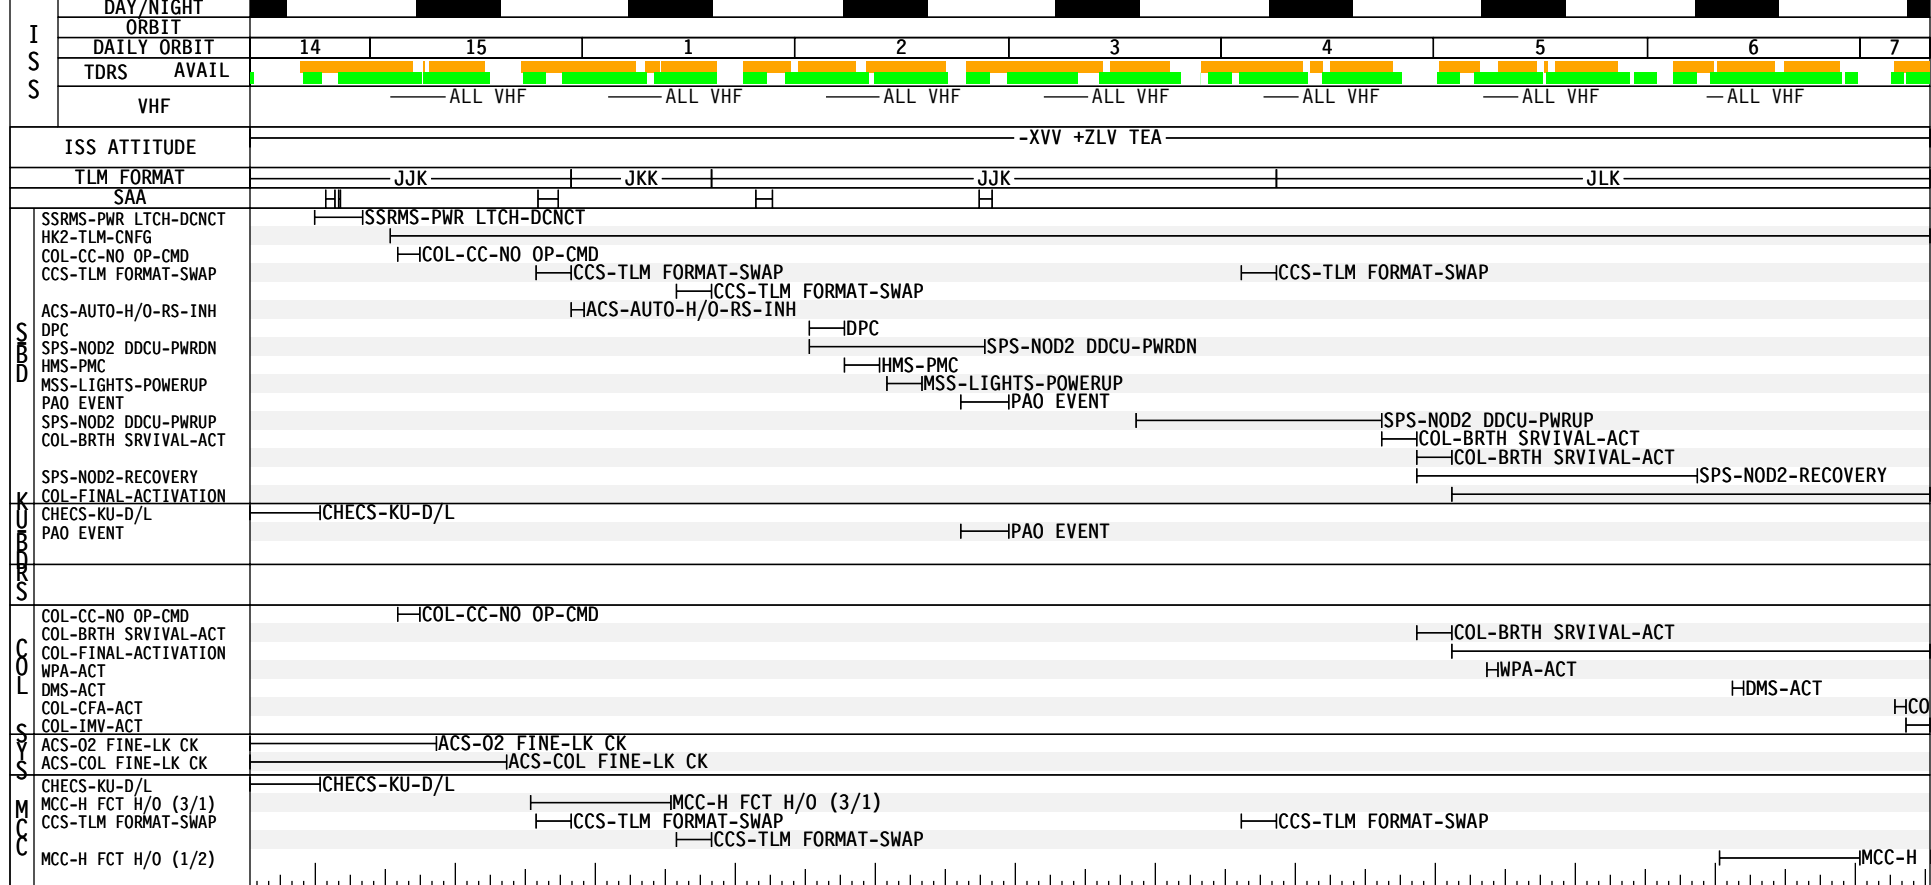 DAY/NIGHT
ORBIT
DAILY ORBIT 14 15 1 2 3 4 5 6 7
TDRS AVAIL
VHF ALL VHF ALL VHF ALL VHF ALL VHF ALL VHF ALL VHF ALL VHF
ISS
ISS ATTITUDE -XVV +ZLV TEA
TLM FORMAT JJK JKK JJK JLK
SAA
SSRMS-PWR LTCH-DCNCT SSRMS-PWR LTCH-DCNCT
HK2-TLM-CNFG
COL-CC-NO OP-CMD COL-CC-NO OP-CMD
CCS-TLM FORMAT-SWAP CCS-TLM FORMAT-SWAP CCS-TLM FORMAT-SWAP
CCS-TLM FORMAT-SWAP
ACS-AUTO-H/O-RS-INH ACS-AUTO-H/O-RS-INH
DPC DPC
SPS-NOD2 DDCU-PWRDN SPS-NOD2 DDCU-PWRDN
HMS-PMC HMS-PMC
MSS-LIGHTS-POWERUP MSS-LIGHTS-POWERUP
PAO EVENT PAO EVENT
SPS-NOD2 DDCU-PWRUP SPS-NOD2 DDCU-PWRUP
COL-BRTH SRVIVAL-ACT COL-BRTH SRVIVAL-ACT
COL-BRTH SRVIVAL-ACT
SPS-NOD2-RECOVERY SPS-NOD2-RECOVERY
COL-FINAL-ACTIVATION
S-BD
CHECS-KU-D/L CHECS-KU-D/L
PAO EVENT PAO EVENT
KU-BD
RS
COL-CC-NO OP-CMD COL-CC-NO OP-CMD
COL-BRTH SRVIVAL-ACT COL-BRTH SRVIVAL-ACT
COL-FINAL-ACTIVATION
WPA-ACT WPA-ACT
DMS-ACT DMS-ACT
COL-CFA-ACT CO
COL-IMV-ACT
COL
ACS-O2 FINE-LK CK ACS-O2 FINE-LK CK
ACS-COL FINE-LK CK ACS-COL FINE-LK CK
SYS
CHECS-KU-D/L CHECS-KU-D/L
MCC-H FCT H/O (3/1) MCC-H FCT H/O (3/1)
CCS-TLM FORMAT-SWAP CCS-TLM FORMAT-SWAP CCS-TLM FORMAT-SWAP
CCS-TLM FORMAT-SWAP
MCC-H FCT H/O (1/2) MCC-H
MCC